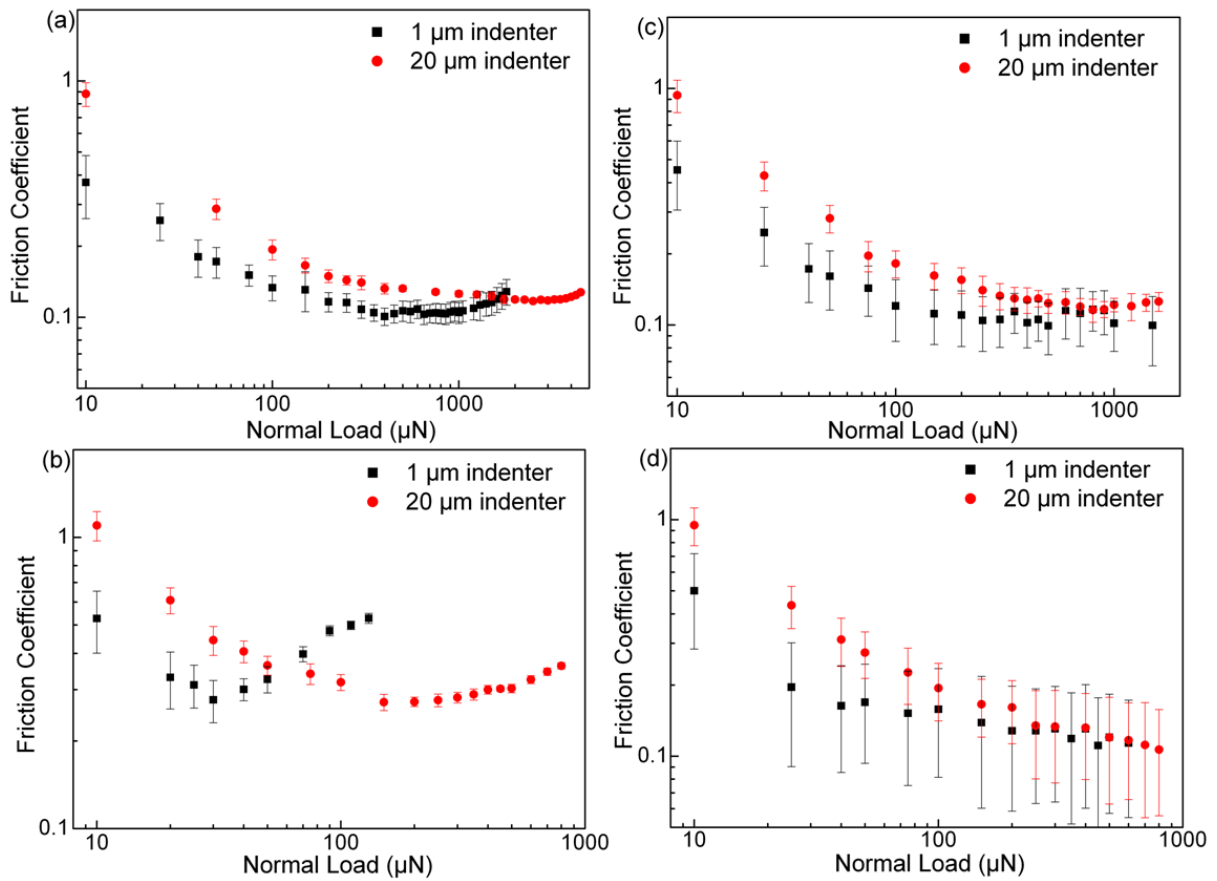 (a)
1 µm indenter
20 µm indenter
1
0.1
Friction Coefficient
10
100
1000
Normal Load (µN)
(c)
1 µm indenter
20 µm indenter
1
0.1
Friction Coefficient
10
100
1000
Normal Load (µN)
(b)
1 µm indenter
20 µm indenter
1
0.1
Friction Coefficient
10
100
1000
Normal Load (µN)
(d)
1 µm indenter
20 µm indenter
1
0.1
Friction Coefficient
10
100
1000
Normal Load (µN)